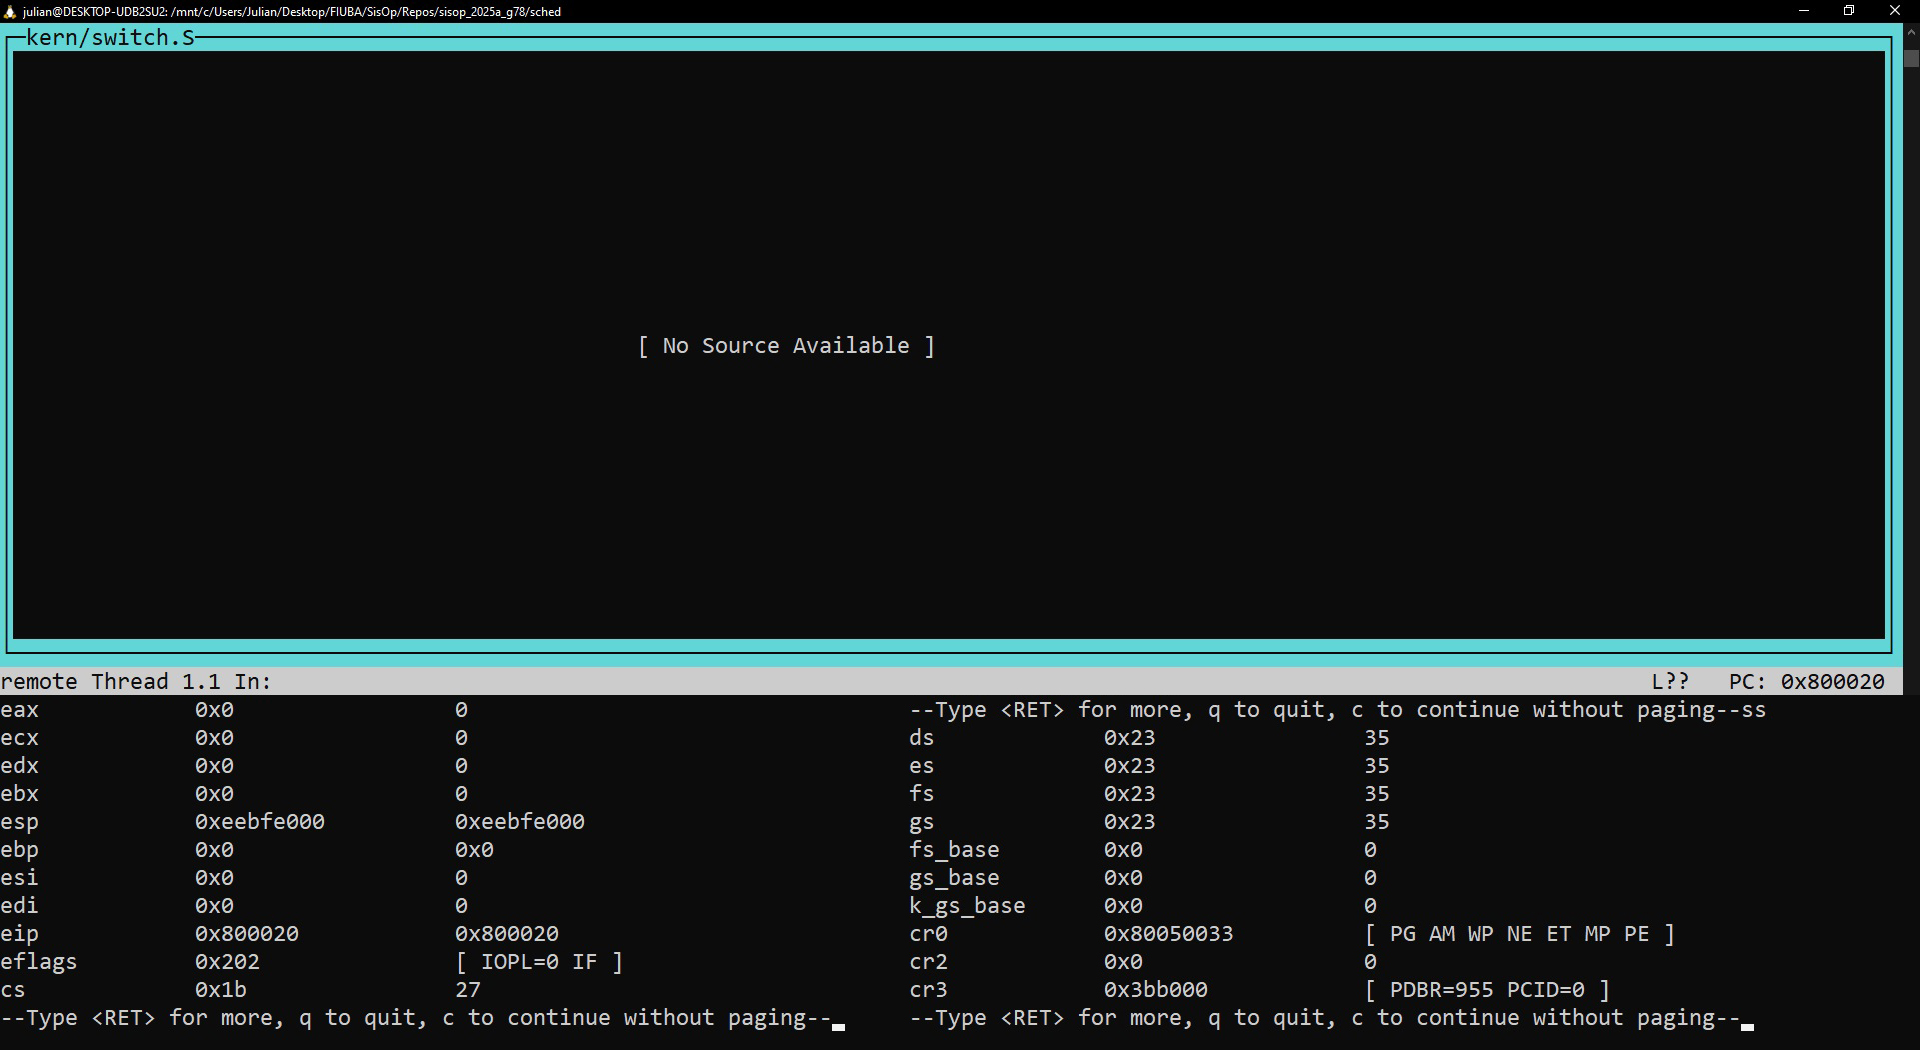 julian@DESKTOP-UDB2SU2: /mnt/c/Users/Julian/Desktop/FIUBA/SisOp/Repos/sisop_2025a_g78/sched
kern/switch.S
[ No Source Available ]
remote Thread 1.1 In: L?? PC: 0x800020
eax 0x0 0
ecx 0x0 0
edx 0x0 0
ebx 0x0 0
esp 0xeebfe000 0xeebfe000
ebp 0x0 0x0
esi 0x0 0
edi 0x0 0
eip 0x800020 0x800020
eflags 0x202 [ IOPL=0 IF ]
cs 0x1b 27
--Type <RET> for more, q to quit, c to continue without paging--
--Type <RET> for more, q to quit, c to continue without paging--ss
ds 0x23 35
es 0x23 35
fs 0x23 35
gs 0x23 35
fs_base 0x0 0
gs_base 0x0 0
k_gs_base 0x0 0
cr0 0x80050033 [ PG AM WP NE ET MP PE ]
cr2 0x0 0
cr3 0x3bb000 [ PDBR=955 PCID=0 ]
--Type <RET> for more, q to quit, c to continue without paging--